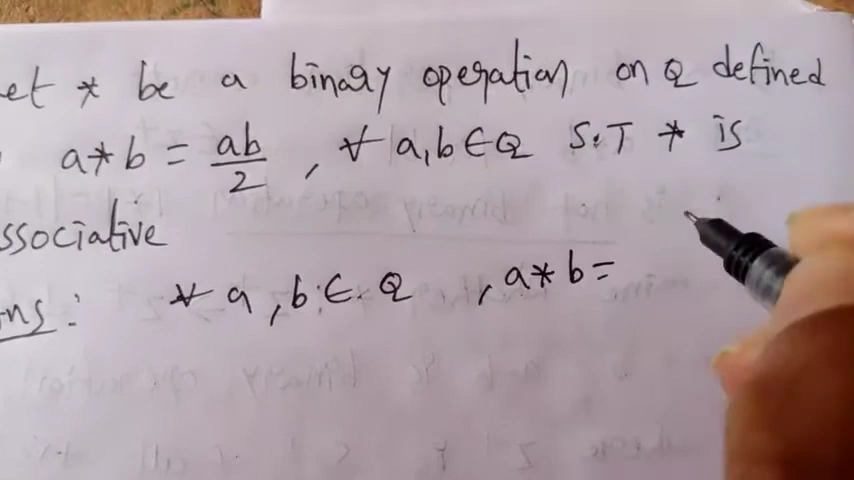 et * be a binary operation on Q defined
a*b = ab/2 , ∀ a,b∈Q S.T * is
ssociative
ns: ∀ a, b ∈ Q , a*b =